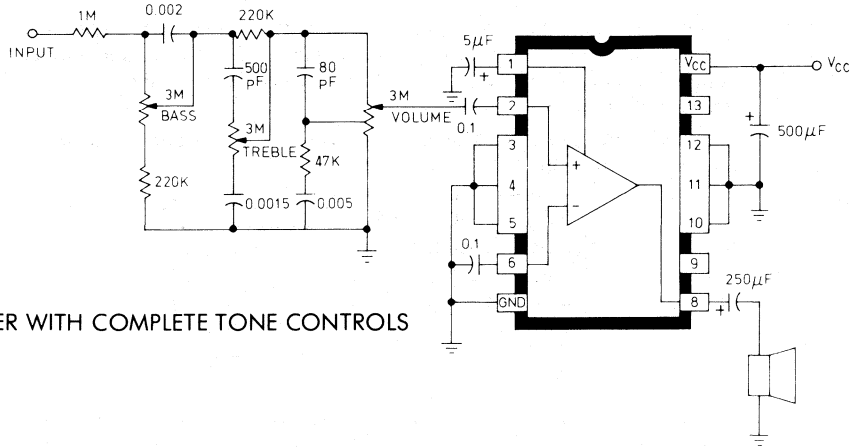 1M
0.002
220K
INPUT
3M
BASS
220K
500
pF
3M
TREBLE
0.0015
80
pF
47K
0.005
3M
VOLUME
5µF
+
0.1
0.1
1
2
3
4
5
6
GND
+
−
VCC
13
12
11
10
9
8
VCC
+
500µF
250µF
+
ER WITH COMPLETE TONE CONTROLS